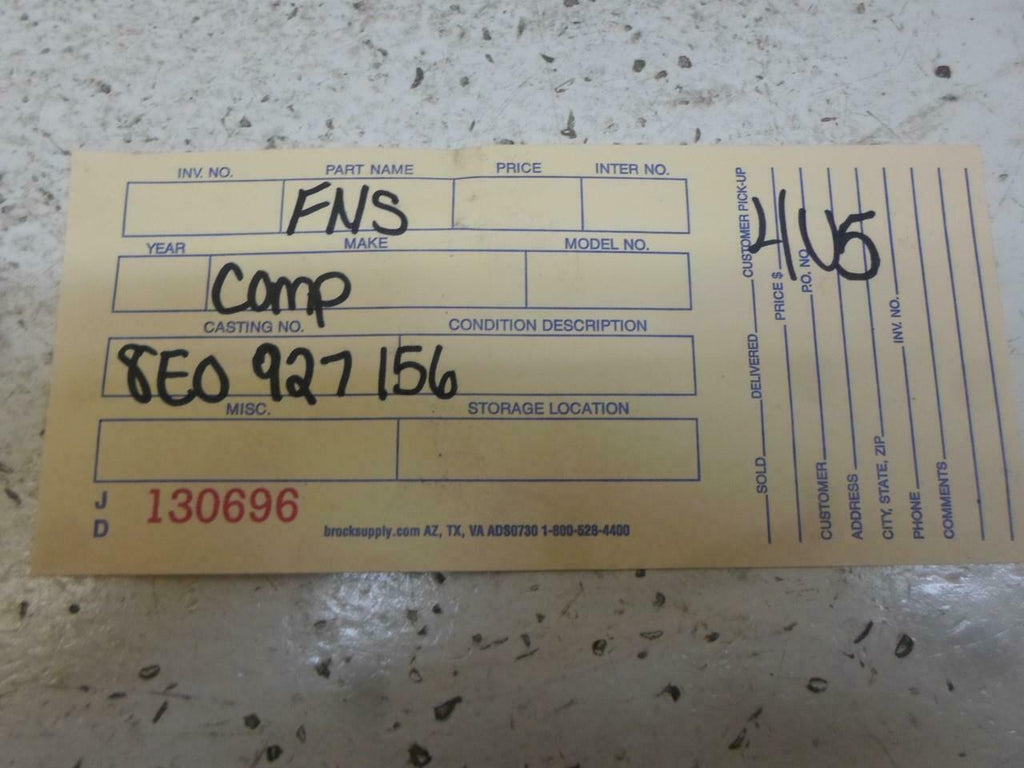 INV. NO. PART NAME PRICE INTER NO.
FNS
YEAR MAKE MODEL NO.
Comp
CASTING NO. CONDITION DESCRIPTION
8E0 927 156
MISC. STORAGE LOCATION
J
D
130696
brocksupply.com AZ, TX, VA ADS0730 1-800-528-4400
4U5
SOLD DELIVERED CUSTOMER PICK-UP
PRICE $
CUSTOMER P.O. NO.
ADDRESS
CITY, STATE, ZIP
PHONE INV. NO.
COMMENTS